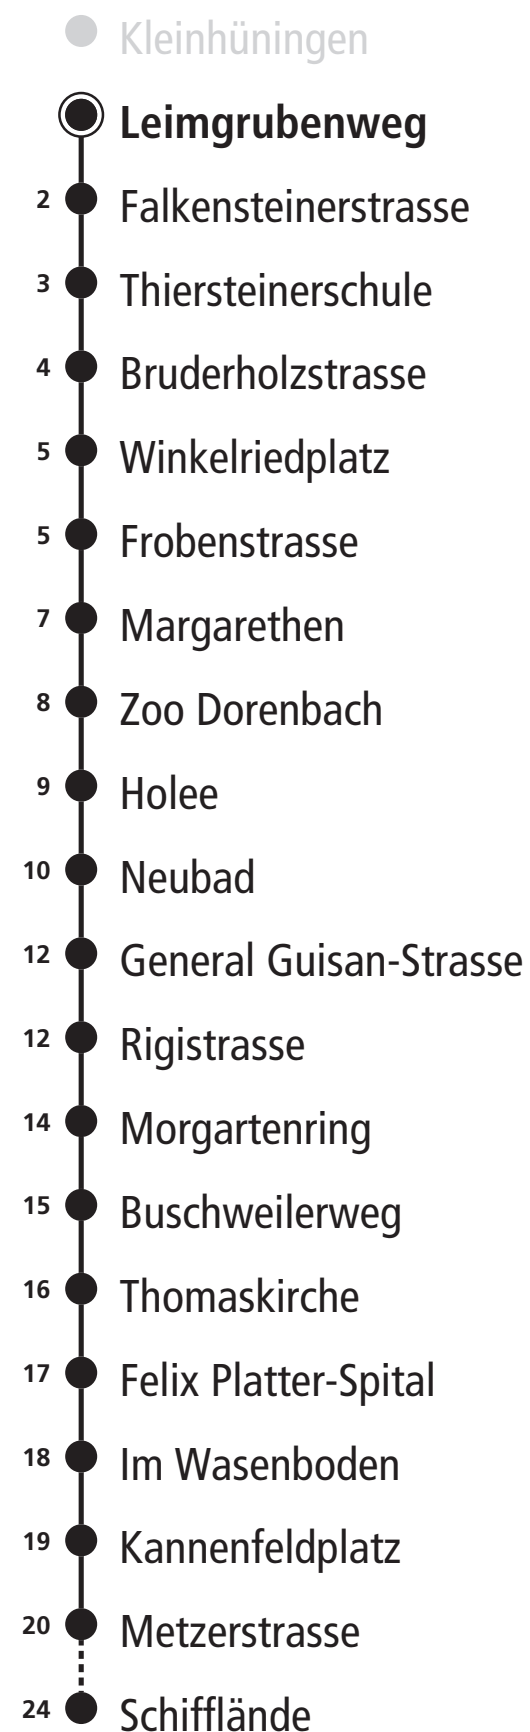 Kleinhüningen
Leimgrubenweg
2 Falkensteinerstrasse
3 Thiersteinerschule
4 Bruderholzstrasse
5 Winkelriedplatz
5 Frobenstrasse
7 Margarethen
8 Zoo Dorenbach
9 Holee
10 Neubad
12 General Guisan-Strasse
12 Rigistrasse
14 Morgartenring
15 Buschweilerweg
16 Thomaskirche
17 Felix Platter-Spital
18 Im Wasenboden
19 Kannenfeldplatz
20 Metzerstrasse
24 Schifflände